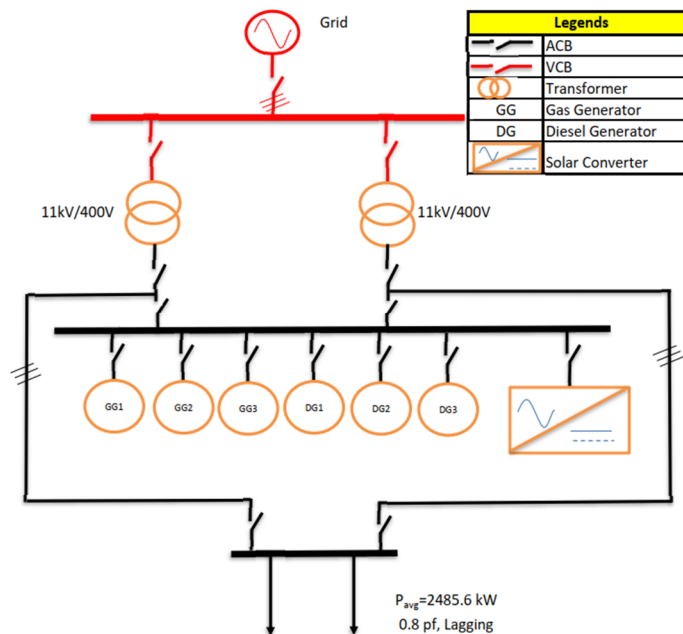 Grid
Legends
ACB
VCB
Transformer
GG Gas Generator
DG Diesel Generator
Solar Converter
11kV/400V
11kV/400V
GG1
GG2
GG3
DG1
DG2
DG3
Pavg=2485.6 kW
0.8 pf, Lagging